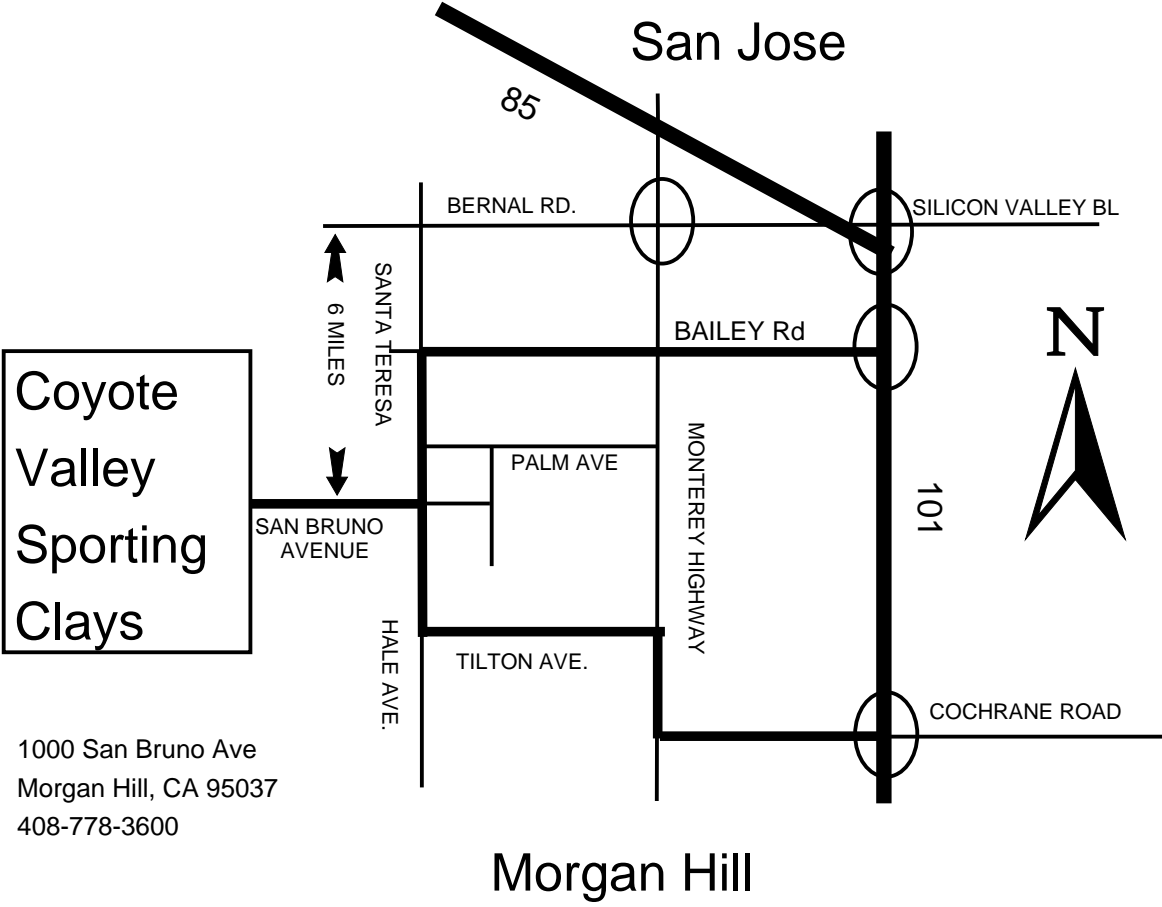 San Jose
85
BERNAL RD.
SILICON VALLEY BL
SANTA TERESA
6 MILES
BAILEY Rd
N
Coyote
Valley
Sporting
Clays
PALM AVE
MONTEREY HIGHWAY
101
SAN BRUNO
AVENUE
HALE AVE.
TILTON AVE.
COCHRANE ROAD
1000 San Bruno Ave
Morgan Hill, CA 95037
408-778-3600
Morgan Hill